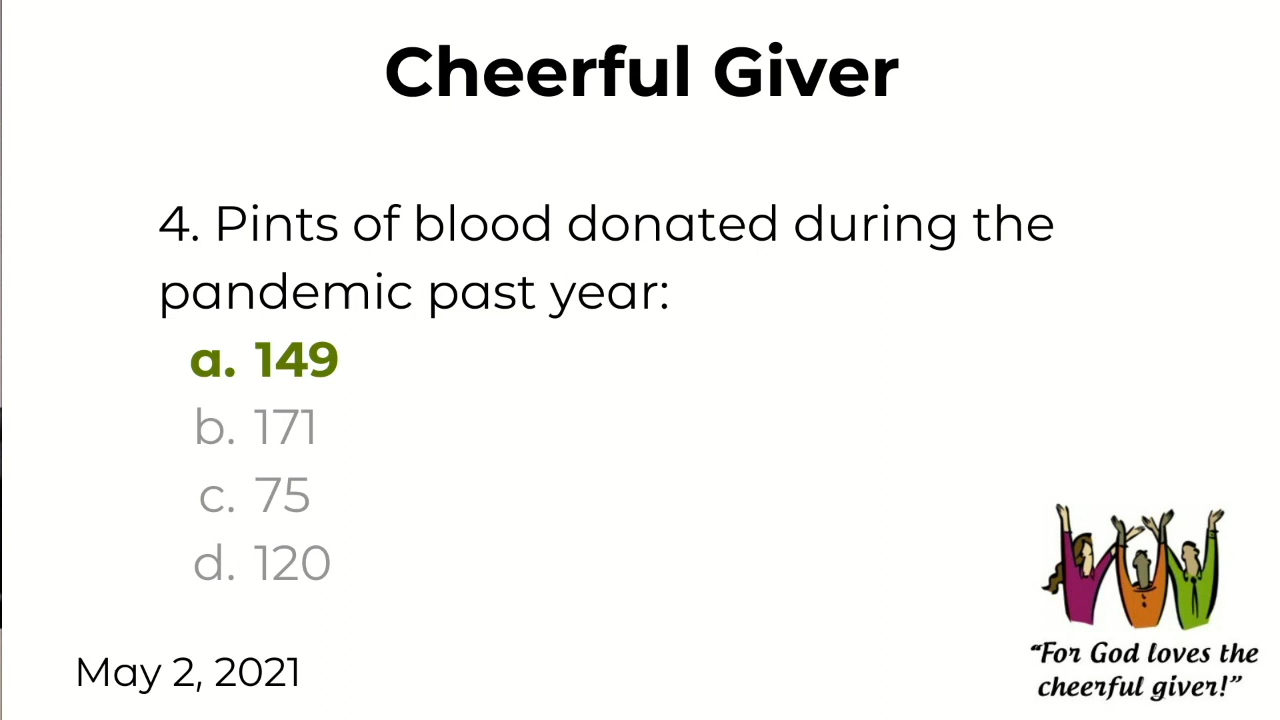 Cheerful Giver
4. Pints of blood donated during the
pandemic past year:
a. 149
b. 171
c. 75
d. 120
May 2, 2021
“For God loves the
cheerful giver!”